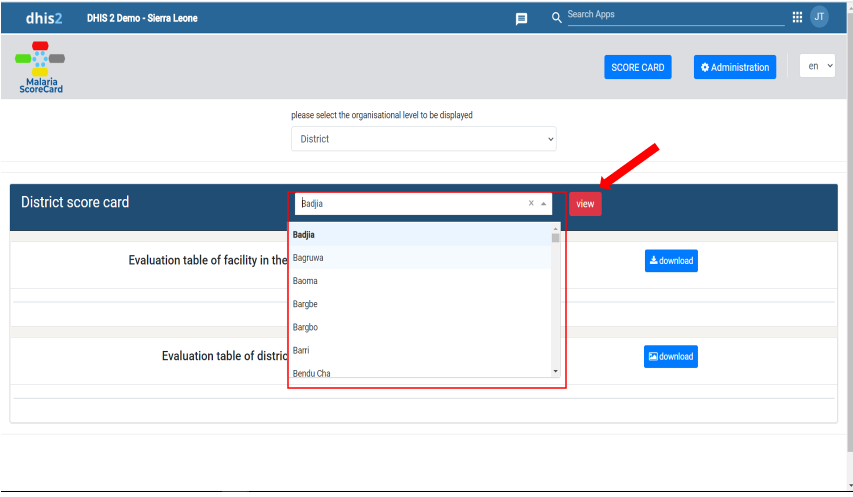 dhis2 DHIS 2 Demo - Sierra Leone Search Apps JT
Malaria
ScoreCard
SCORE CARD Administration en
please select the organisational level to be displayed
District
District score card Badjia x view
Badjia
Evaluation table of facility in the download
Bagruwa
Baoma
Bargbe
Bargbo
Barri
Evaluation table of distric download
Bendu Cha